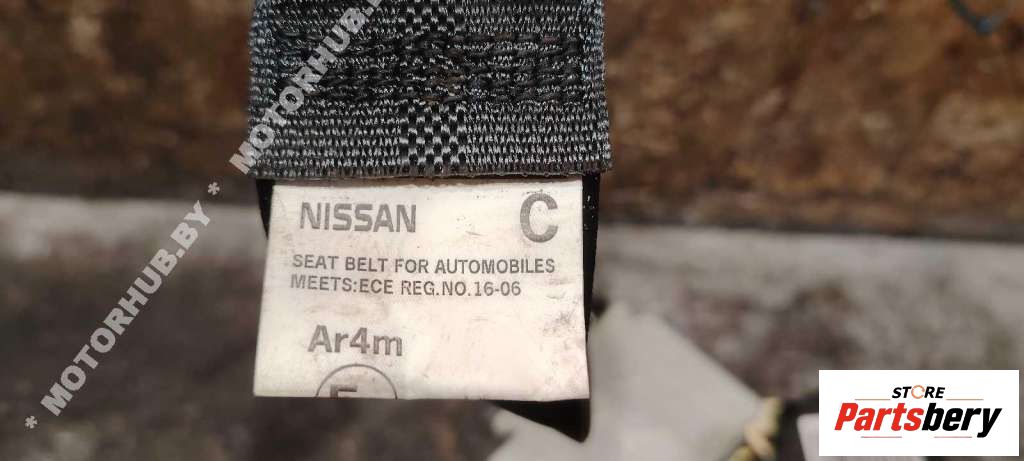 NISSAN C
SEAT BELT FOR AUTOMOBILES
MEETS:ECE REG.NO.16-06
Ar4m
E
* MOTORHUB.BY * MOTORHUB.BY
STORE
Partsbery